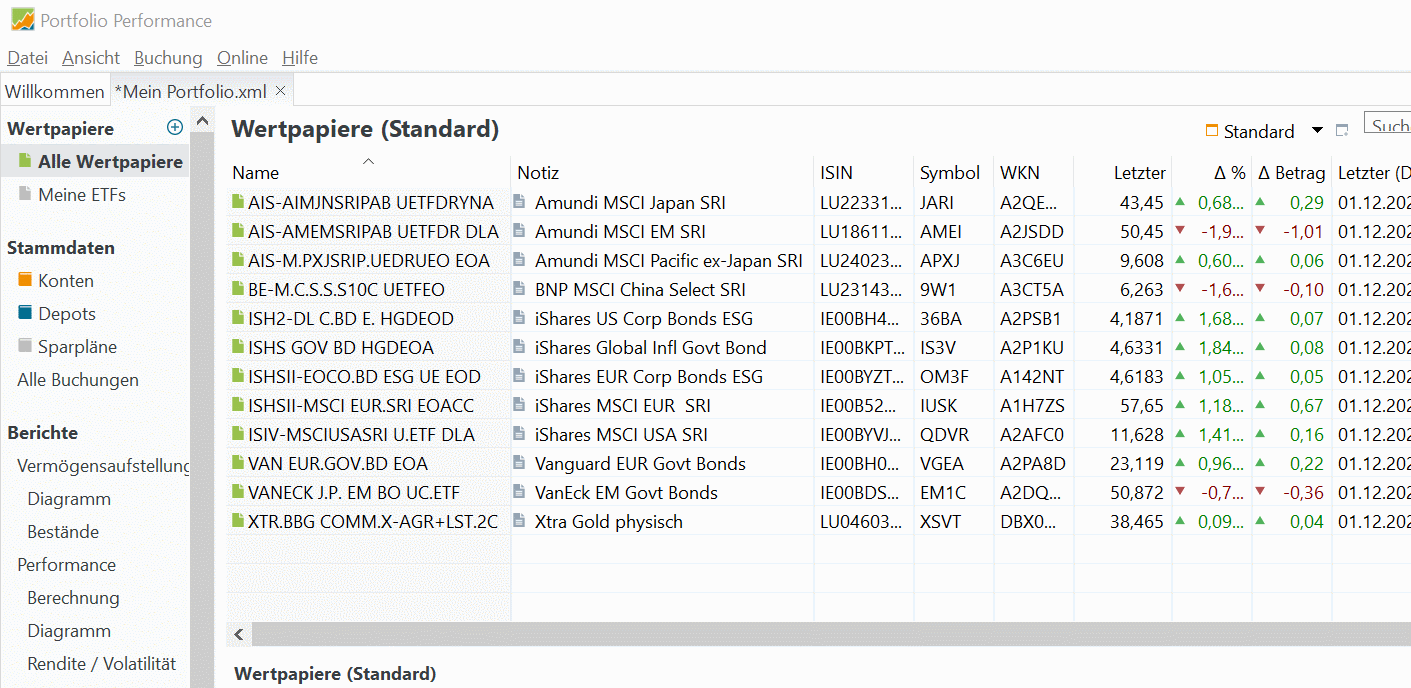 Portfolio Performance
Datei Ansicht Buchung Online Hilfe
Willkommen *Mein Portfolio.xml ×
Wertpapiere
Alle Wertpapiere
Meine ETFs
Stammdaten
Konten
Depots
Sparpläne
Alle Buchungen
Berichte
Vermögensaufstellung
Diagramm
Bestände
Performance
Berechnung
Diagramm
Rendite / Volatilität
Wertpapiere (Standard)
Standard Such
Name Notiz ISIN Symbol WKN Letzter Δ % Δ Betrag Letzter (D
AIS-AIMJNSRIPAB UETFDRYNA Amundi MSCI Japan SRI LU22331... JARI A2QE... 43,45 0,68... 0,29 01.12.202
AIS-AMEMSRIPAB UETFDR DLA Amundi MSCI EM SRI LU18611... AMEI A2JSDD 50,45 -1,9... -1,01 01.12.202
AIS-M.PXJSRIP.UEDRUEO EOA Amundi MSCI Pacific ex-Japan SRI LU24023... APXJ A3C6EU 9,608 0,60... 0,06 01.12.202
BE-M.C.S.S.S10C UETFEO BNP MSCI China Select SRI LU23143... 9W1 A3CT5A 6,263 -1,6... -0,10 01.12.202
ISH2-DL C.BD E. HGDEOD iShares US Corp Bonds ESG IE00BH4... 36BA A2PSB1 4,1871 1,68... 0,07 01.12.202
ISHS GOV BD HGDEOA iShares Global Infl Govt Bond IE00BKPT... IS3V A2P1KU 4,6331 1,84... 0,08 01.12.202
ISHSII-EOCO.BD ESG UE EOD iShares EUR Corp Bonds ESG IE00BYZT... OM3F A142NT 4,6183 1,05... 0,05 01.12.202
ISHSII-MSCI EUR.SRI EOACC iShares MSCI EUR  SRI IE00B52... IUSK A1H7ZS 57,65 1,18... 0,67 01.12.202
ISIV-MSCIUSASRI U.ETF DLA iShares MSCI USA SRI IE00BYVJ... QDVR A2AFC0 11,628 1,41... 0,16 01.12.202
VAN EUR.GOV.BD EOA Vanguard EUR Govt Bonds IE00BH0... VGEA A2PA8D 23,119 0,96... 0,22 01.12.202
VANECK J.P. EM BO UC.ETF VanEck EM Govt Bonds IE00BDS... EM1C A2DQ... 50,872 -0,7... -0,36 01.12.202
XTR.BBG COMM.X-AGR+LST.2C Xtra Gold physisch LU04603... XSVT DBX0... 38,465 0,09... 0,04 01.12.202
Wertpapiere (Standard)